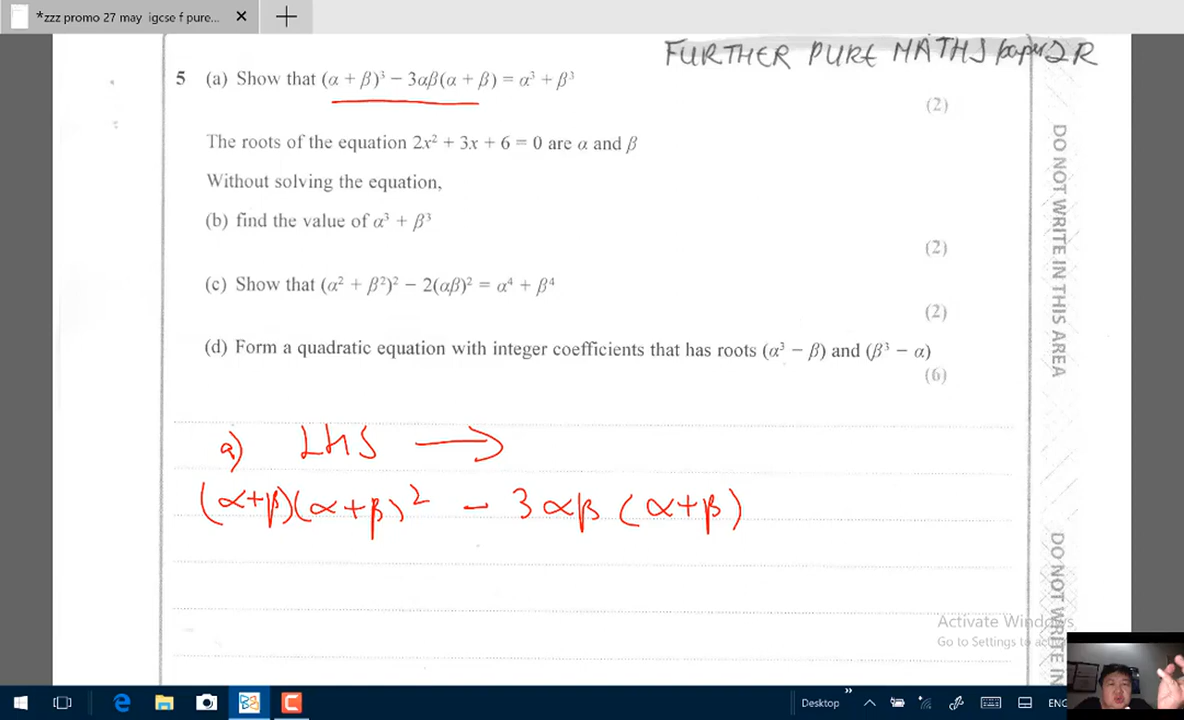 *zzz promo 27 may igcse f pure...
FURTHER PURE MATHS paper 2R
5 (a) Show that (α + β)³ − 3αβ(α + β) = α³ + β³
(2)
The roots of the equation 2x² + 3x + 6 = 0 are α and β
Without solving the equation,
(b) find the value of α³ + β³
(2)
(c) Show that (α² + β²)² − 2(αβ)² = α⁴ + β⁴
(2)
(d) Form a quadratic equation with integer coefficients that has roots (α³ − β) and (β³ − α)
(6)
a) LHS →
(α+β)(α+β)² − 3αβ (α+β)
DO NOT WRITE IN THIS AREA
DO NOT WRITE IN
Activate Windows
Go to Settings to
Desktop
ENG